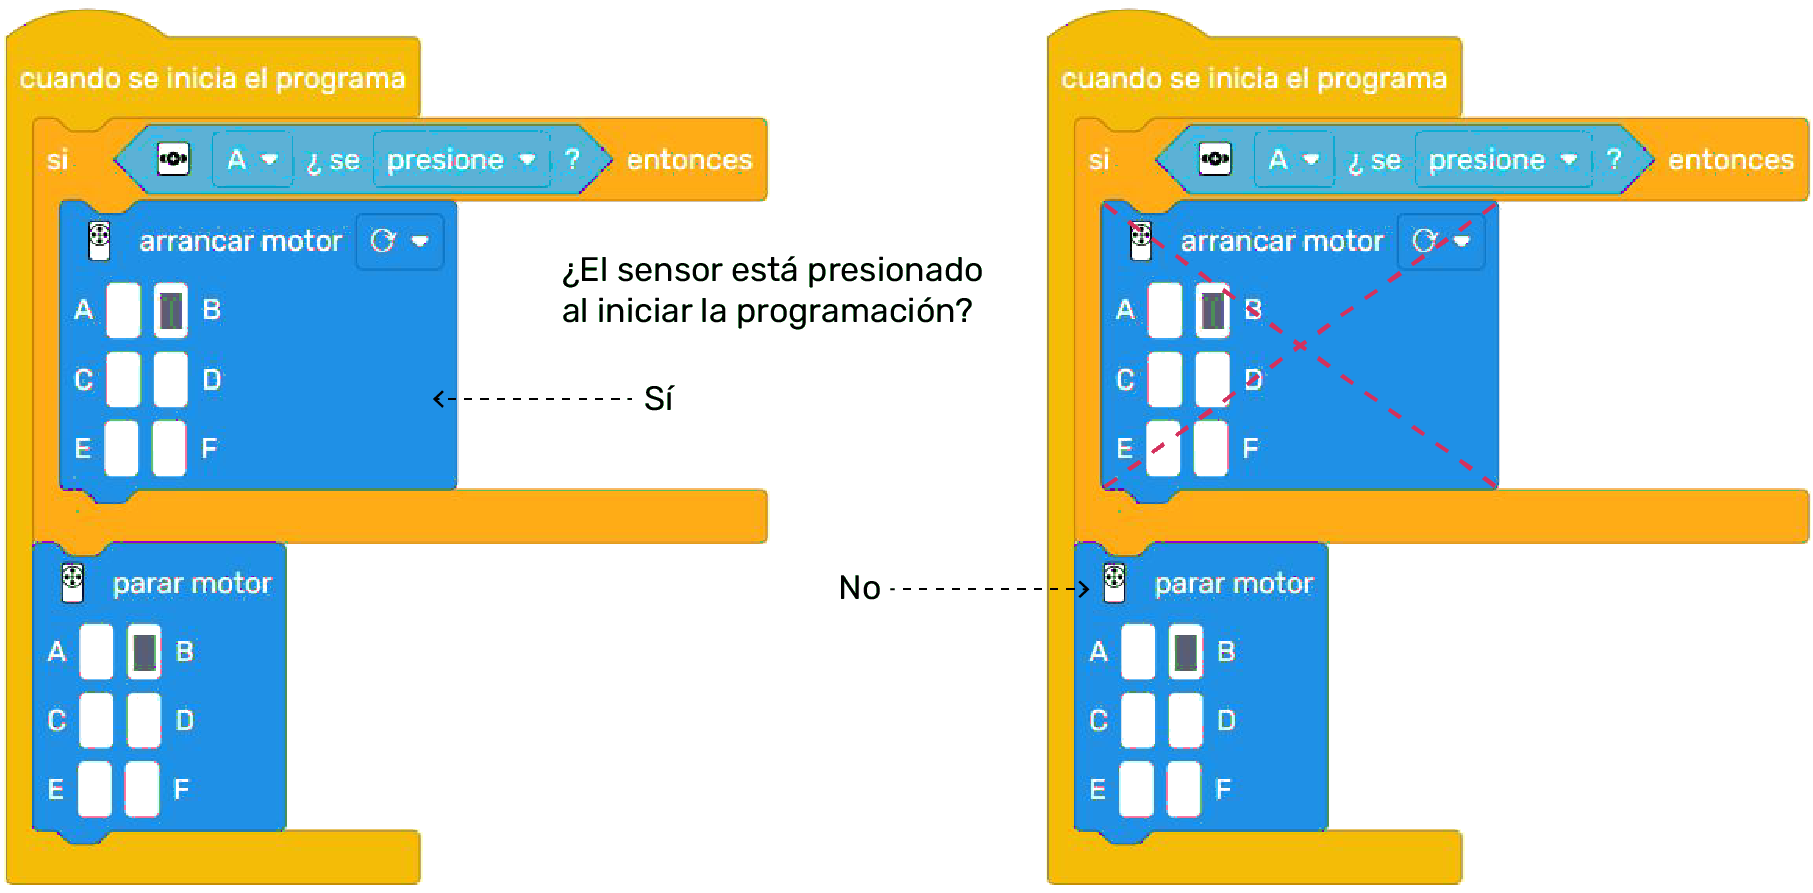 cuando se inicia el programa
si A ¿ se presione ? entonces
arrancar motor
A B
C D
E F
parar motor
A B
C D
E F
¿El sensor está presionado
al iniciar la programación?
Sí
No
cuando se inicia el programa
si A ¿ se presione ? entonces
arrancar motor
A B
C D
E F
parar motor
A B
C D
E F